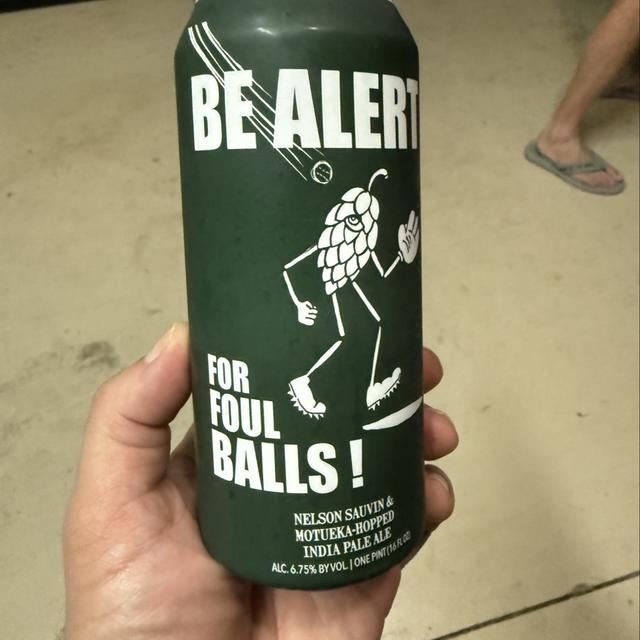 BE ALERT
FOR
FOUL
BALLS !
NELSON SAUVIN &
MOTUEKA-HOPPED
INDIA PALE ALE
ALC. 6.75% BY VOL | ONE PINT (16 FL OZ)